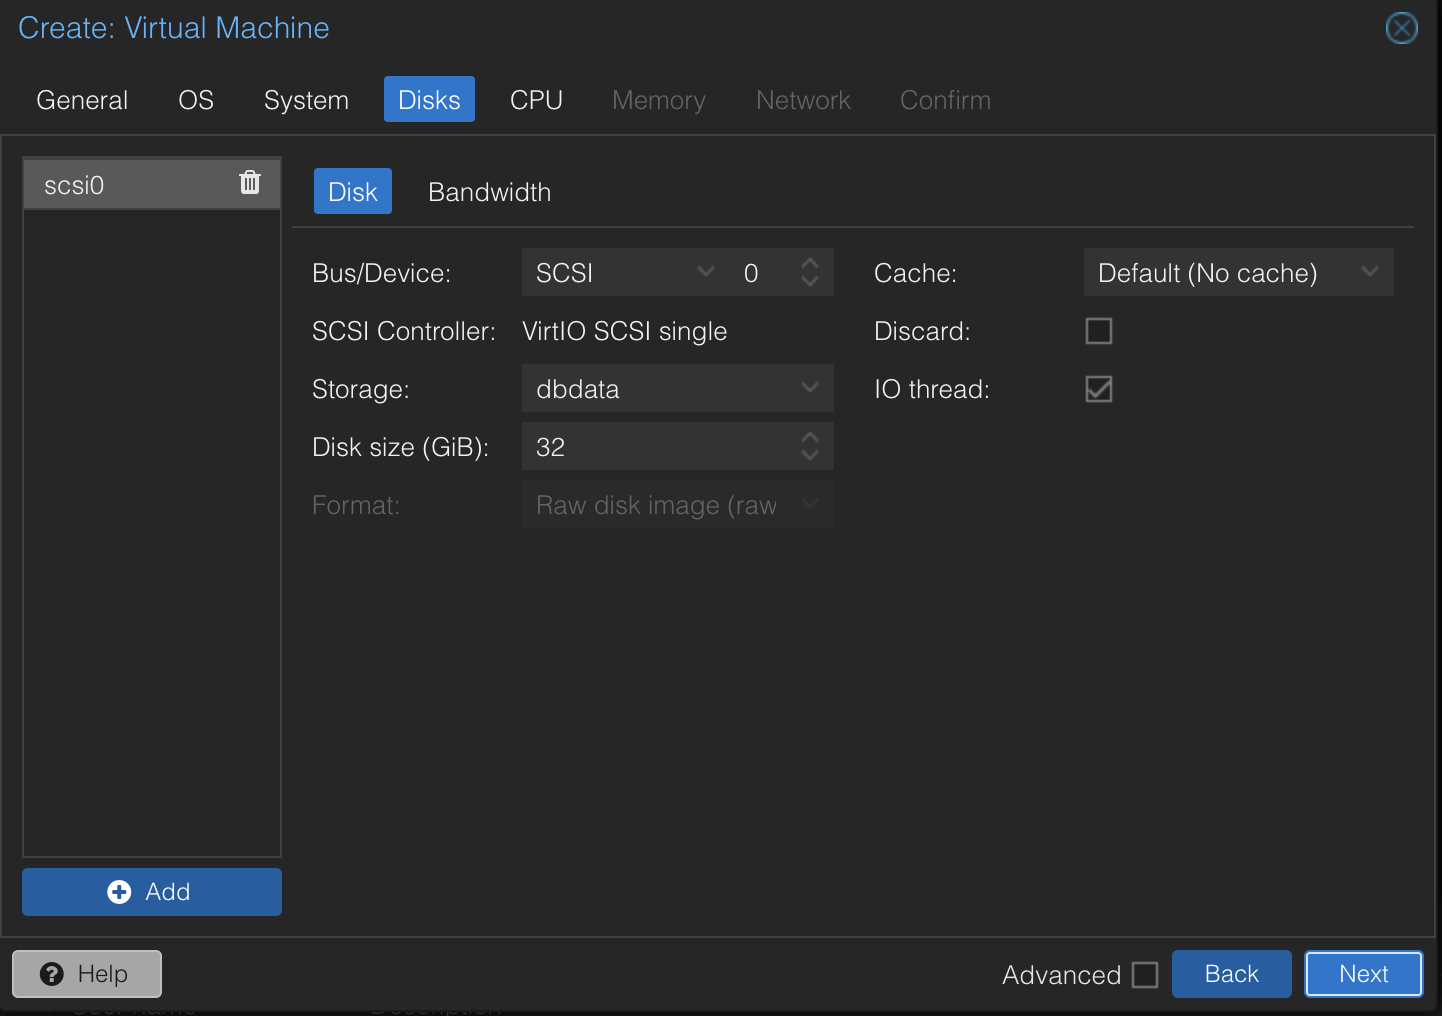 Create: Virtual Machine
General OS System Disks CPU Memory Network Confirm
scsi0
Disk Bandwidth
Bus/Device: SCSI 0 Cache: Default (No cache)
SCSI Controller: VirtIO SCSI single Discard:
Storage: dbdata IO thread:
Disk size (GiB): 32
Format: Raw disk image (raw
Add
Help Advanced Back Next